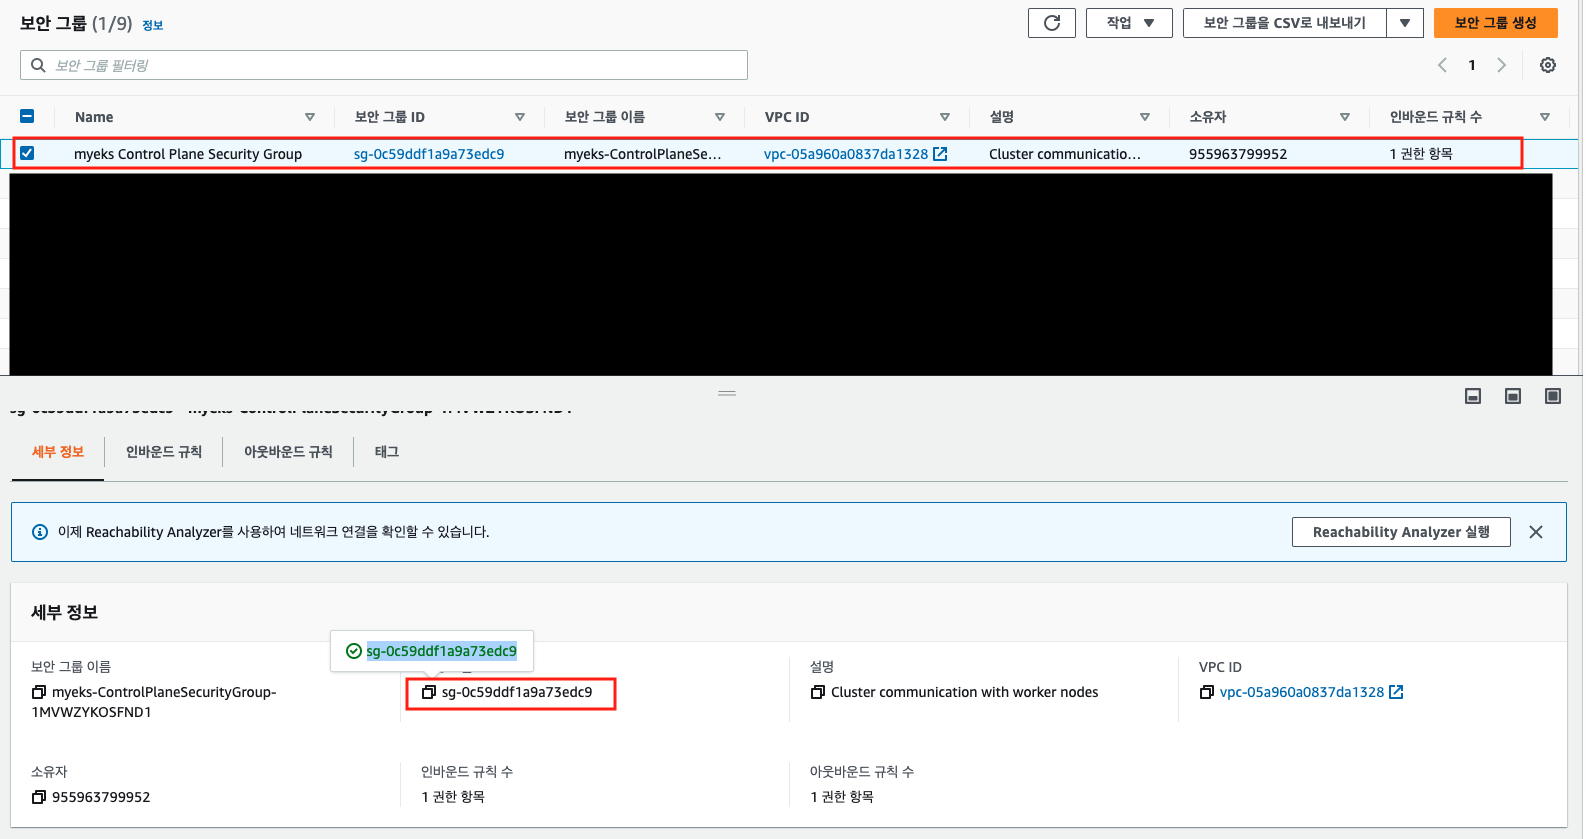 보안 그룹 (1/9) 정보
작업
보안 그룹을 CSV로 내보내기
보안 그룹 생성
보안 그룹 필터링
1
Name 보안 그룹 ID 보안 그룹 이름 VPC ID 설명 소유자 인바운드 규칙 수
myeks Control Plane Security Group sg-0c59ddf1a9a73edc9 myeks-ControlPlaneSe... vpc-05a960a0837da1328 Cluster communicatio... 955963799952 1 권한 항목
세부 정보 인바운드 규칙 아웃바운드 규칙 태그
이제 Reachability Analyzer를 사용하여 네트워크 연결을 확인할 수 있습니다.
Reachability Analyzer 실행
세부 정보
sg-0c59ddf1a9a73edc9
보안 그룹 이름
myeks-ControlPlaneSecurityGroup-
1MVWZYKOSFND1
sg-0c59ddf1a9a73edc9
설명
Cluster communication with worker nodes
VPC ID
vpc-05a960a0837da1328
소유자
955963799952
인바운드 규칙 수
1 권한 항목
아웃바운드 규칙 수
1 권한 항목